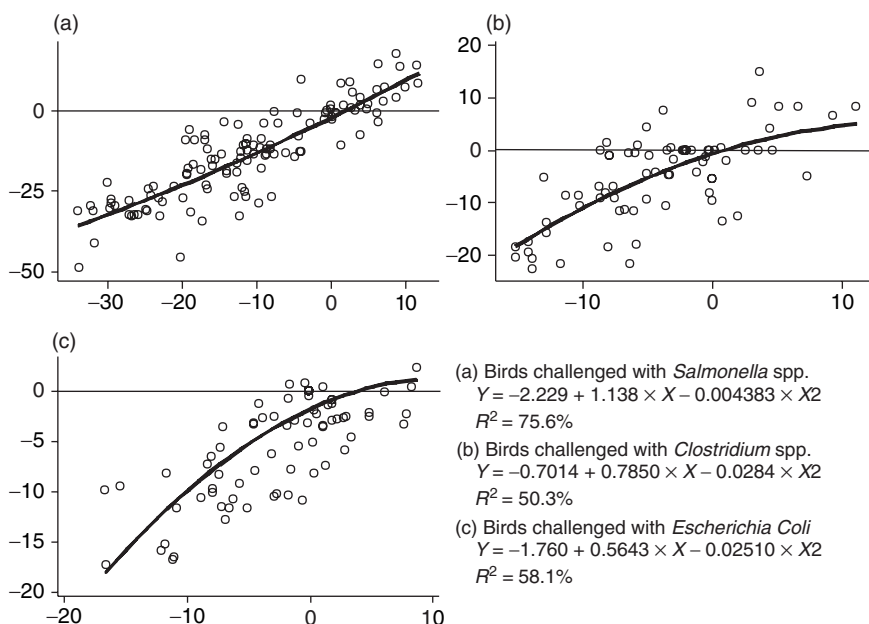 (a)
20
0
−25
−50
−30
−20
−10
0
10
(b)
20
10
0
−10
−20
−10
0
10
(c)
0
−5
−10
−15
−20
−20
−10
0
10
(a) Birds challenged with Salmonella spp.
Y = −2.229 + 1.138 × X − 0.004383 × X2
R² = 75.6%
(b) Birds challenged with Clostridium spp.
Y = −0.7014 + 0.7850 × X − 0.0284 × X2
R² = 50.3%
(c) Birds challenged with Escherichia Coli
Y = −1.760 + 0.5643 × X − 0.02510 × X2
R² = 58.1%